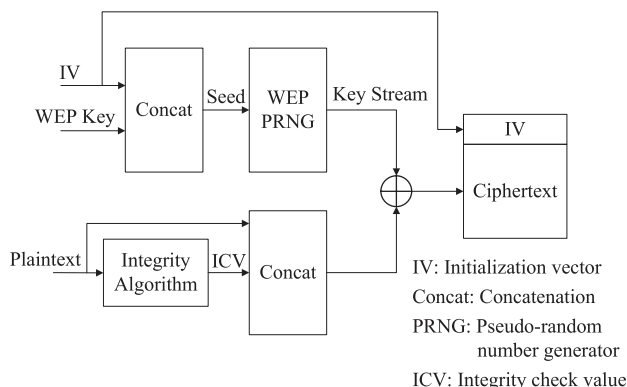 IV
WEP Key
Concat
Seed
WEP
PRNG
Key Stream
IV
Ciphertext
Plaintext
Integrity
Algorithm
ICV
Concat
IV: Initialization vector
Concat: Concatenation
PRNG: Pseudo-random
number generator
ICV: Integrity check value